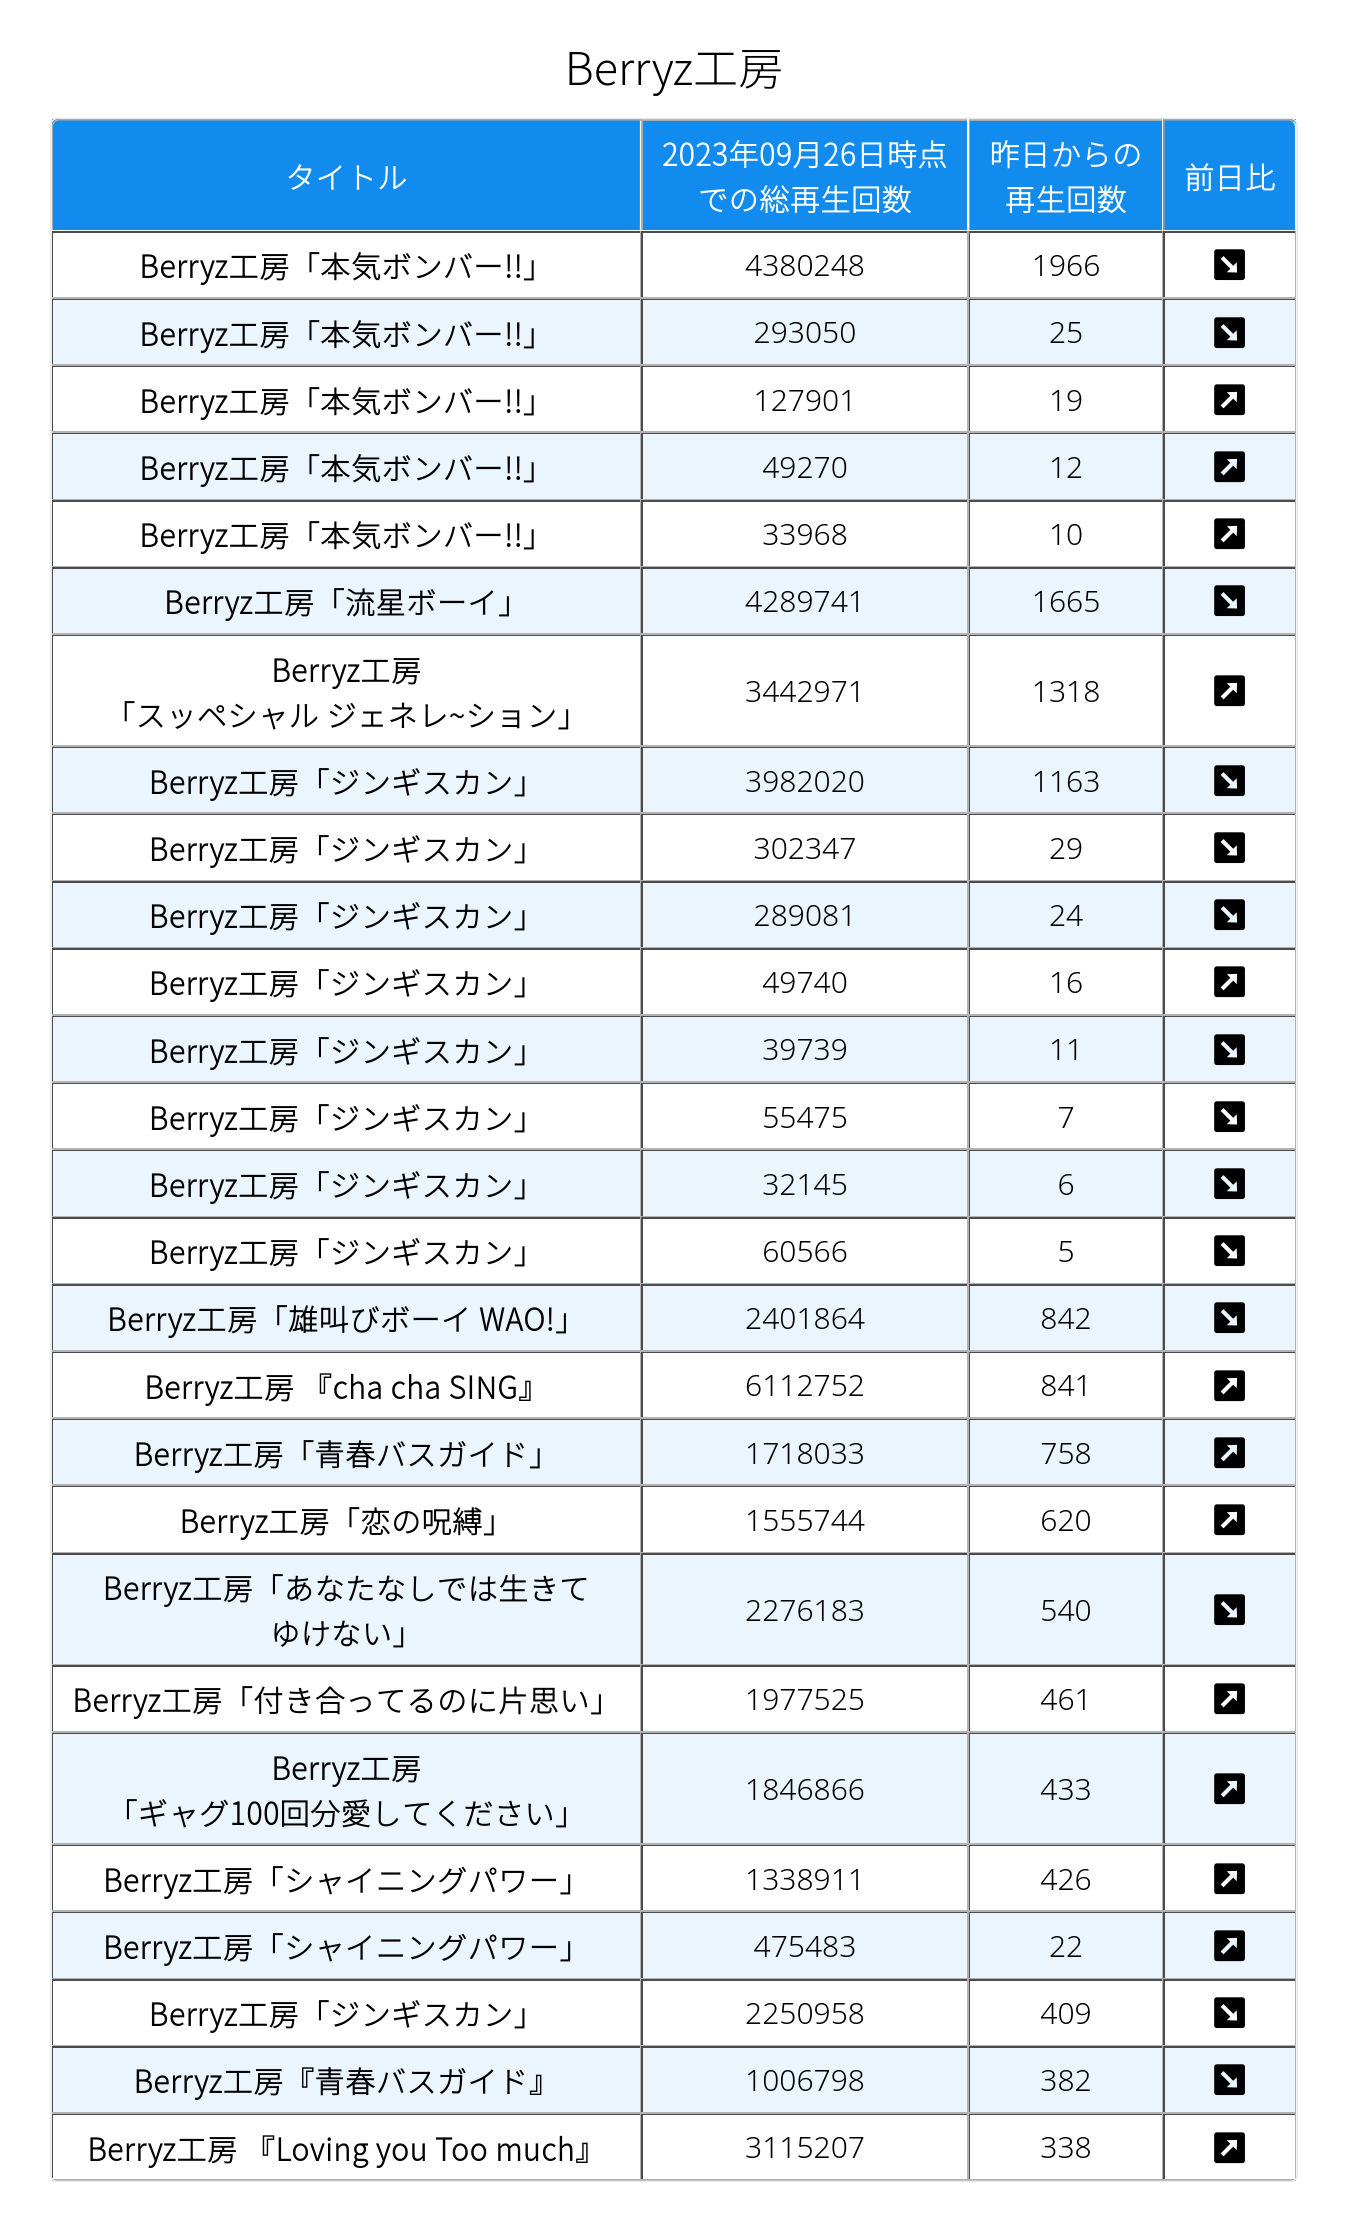 Berryz工房
タイトル
2023年09月26日時点
での総再生回数
昨日からの
再生回数
前日比
Berryz工房「本気ボンバー!!」 4380248 1966 ↘
Berryz工房「本気ボンバー!!」 293050 25 ↘
Berryz工房「本気ボンバー!!」 127901 19 ↗
Berryz工房「本気ボンバー!!」 49270 12 ↗
Berryz工房「本気ボンバー!!」 33968 10 ↗
Berryz工房「流星ボーイ」 4289741 1665 ↘
Berryz工房
「スッペシャル ジェネレ~ション」 3442971 1318 ↗
Berryz工房「ジンギスカン」 3982020 1163 ↘
Berryz工房「ジンギスカン」 302347 29 ↘
Berryz工房「ジンギスカン」 289081 24 ↘
Berryz工房「ジンギスカン」 49740 16 ↗
Berryz工房「ジンギスカン」 39739 11 ↘
Berryz工房「ジンギスカン」 55475 7 ↘
Berryz工房「ジンギスカン」 32145 6 ↘
Berryz工房「ジンギスカン」 60566 5 ↘
Berryz工房「雄叫びボーイ WAO!」 2401864 842 ↘
Berryz工房 『cha cha SING』 6112752 841 ↗
Berryz工房「青春バスガイド」 1718033 758 ↗
Berryz工房「恋の呪縛」 1555744 620 ↗
Berryz工房「あなたなしでは生きて
ゆけない」 2276183 540 ↘
Berryz工房「付き合ってるのに片思い」 1977525 461 ↗
Berryz工房
「ギャグ100回分愛してください」 1846866 433 ↗
Berryz工房「シャイニングパワー」 1338911 426 ↗
Berryz工房「シャイニングパワー」 475483 22 ↗
Berryz工房「ジンギスカン」 2250958 409 ↘
Berryz工房『青春バスガイド』 1006798 382 ↘
Berryz工房 『Loving you Too much』 3115207 338 ↗